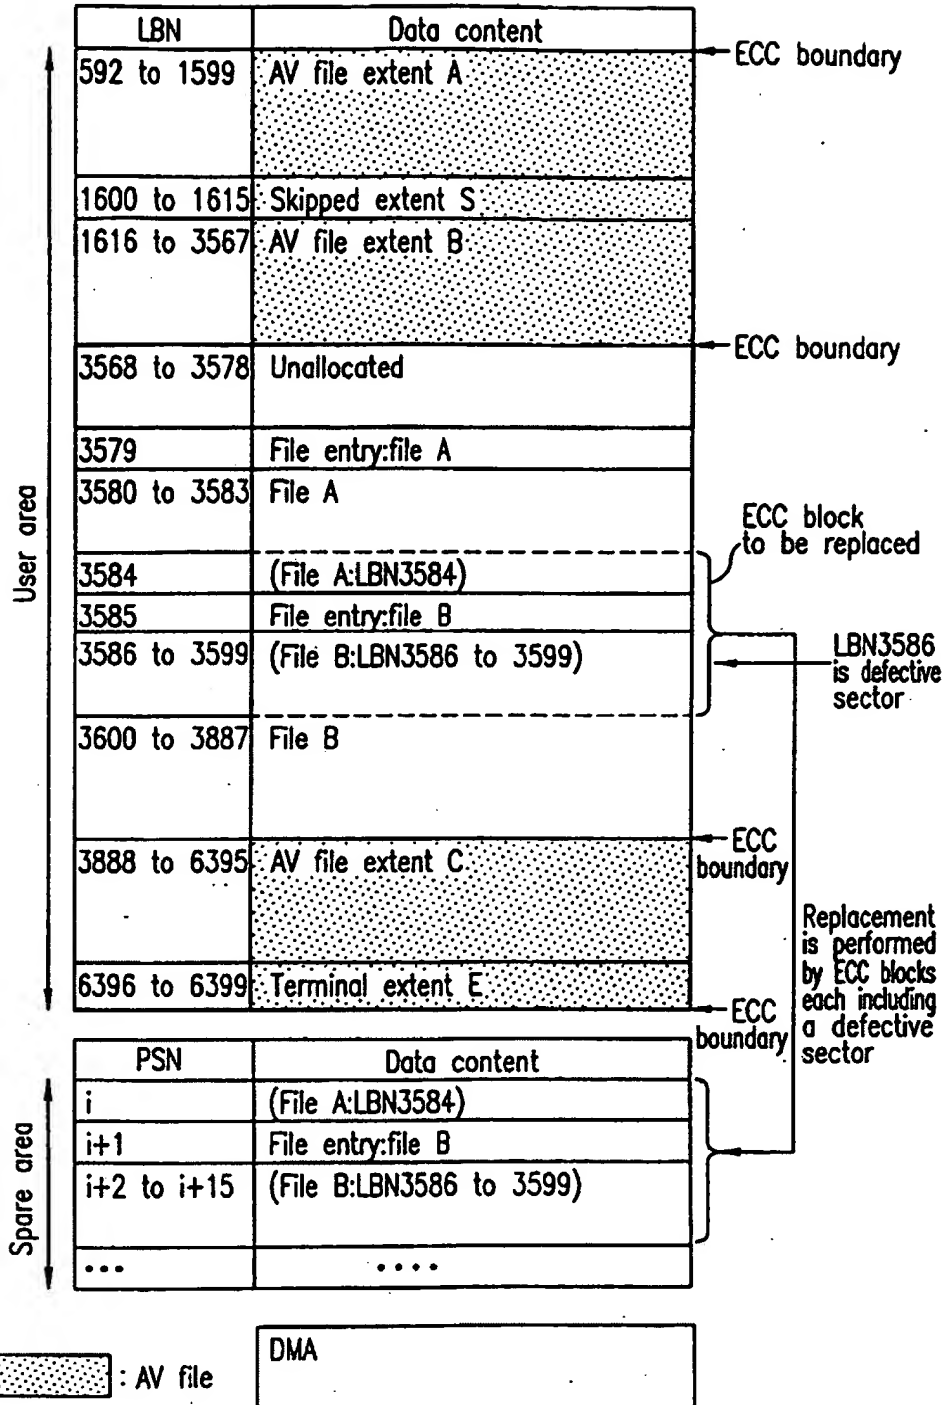 LBN Data content
ECC boundary
592 to 1599 AV file extent A
1600 to 1615 Skipped extent S
1616 to 3567 AV file extent B
ECC boundary
3568 to 3578 Unallocated
3579 File entry:file A
3580 to 3583 File A
User area
ECC block
to be replaced
3584 (File A:LBN3584)
3585 File entry:file B
3586 to 3599 (File B:LBN3586 to 3599)
LBN3586
is defective
sector
3600 to 3887 File B
ECC
boundary
3888 to 6395 AV file extent C
Replacement
is performed
by ECC blocks
each including
a defective
sector
6396 to 6399 Terminal extent E
ECC
boundary
PSN Data content
Spare area
i (File A:LBN3584)
i+1 File entry:file B
i+2 to i+15 (File B:LBN3586 to 3599)
••• ••••
DMA
: AV file